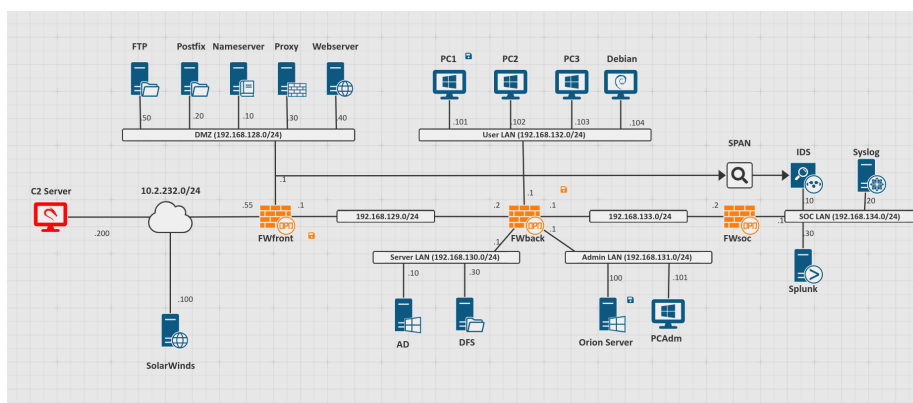 FTP
Postfix
Nameserver
Proxy
Webserver
PC1
PC2
PC3
Debian
.50
.20
.10
.30
.40
.101
.102
.103
.104
DMZ (192.168.128.0/24)
User LAN (192.168.132.0/24)
SPAN
IDS
Syslog
C2 Server
10.2.232.0/24
.1
.1
.10
.20
.200
.55
.1
192.168.129.0/24
.2
.1
192.168.133.0/24
.2
.1
SOC LAN (192.168.134.0/24)
FWfront
FWback
FWsoc
.1
.1
.30
Server LAN (192.168.130.0/24)
Admin LAN (192.168.131.0/24)
.10
.30
100
.101
Splunk
.100
AD
DFS
Orion Server
PCAdm
SolarWinds